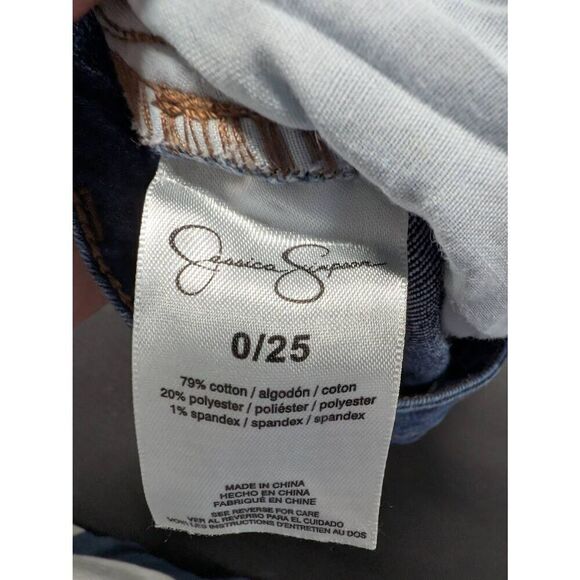 Jessica Simpson
0/25
79% cotton / algodón / coton
20% polyester / poliéster / polyester
1% spandex / spandex / spandex
MADE IN CHINA
HECHO EN CHINA
FABRIQUÉ EN CHINE
SEE REVERSE FOR CARE
VER AL REVERSO PARA EL CUIDADO
VOIR LES INSTRUCTIONS D'ENTRETIEN AU DOS